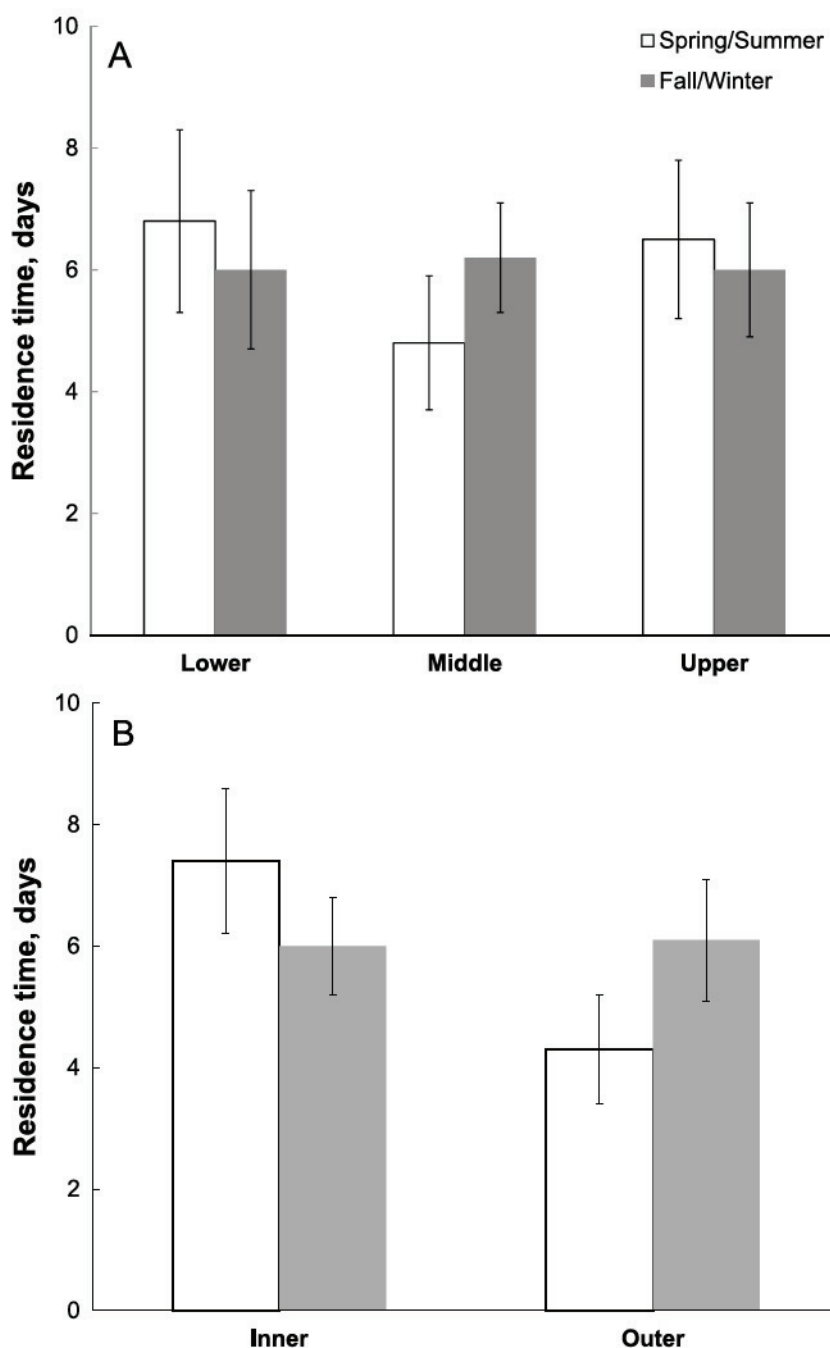 A
Spring/Summer
Fall/Winter
Residence time, days
10
8
6
4
2
0
Lower Middle Upper
B
Residence time, days
10
8
6
4
2
0
Inner Outer